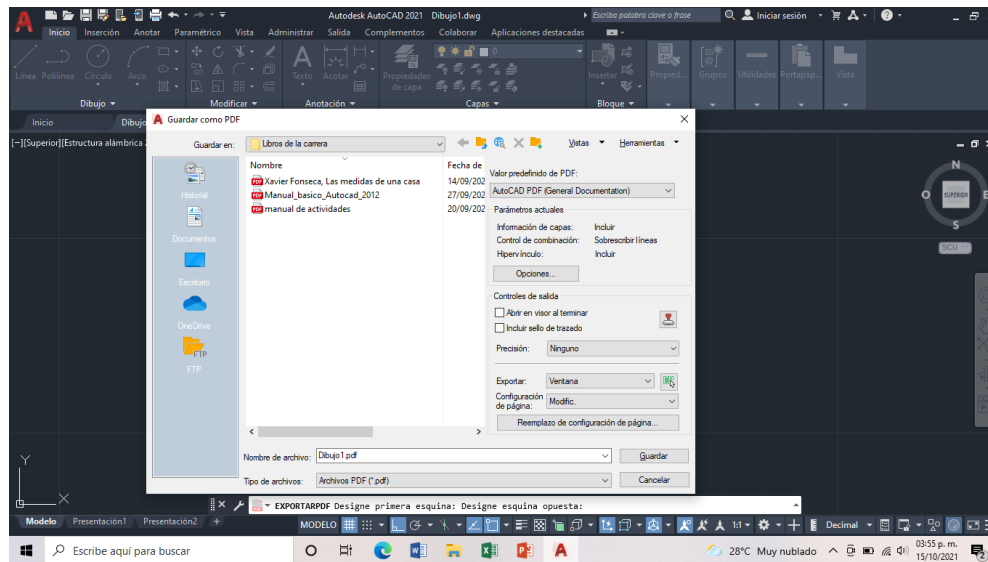 Autodesk AutoCAD 2021 Dibujo1.dwg
Escriba palabra clave o frase
Iniciar sesión
Inicio Inserción Anotar Paramétrico Vista Administrar Salida Complementos Colaborar Aplicaciones destacadas
0
Línea Polilínea Círculo Arco Texto Acotar Propiedades de capa Insertar Propied... Grupos Utilidades Portapap... Vista
Dibujo Modificar Anotación Capas Bloque
Inicio Dibujo
[–][Superior][Estructura alámbrica
Guardar como PDF
Guardar en: Libros de la carrera Vistas Herramientas
Historial
Documentos
Escritorio
OneDrive
FTP
FTP
Nombre Fecha de
PDF Xavier Fonseca, Las medidas de una casa 14/09/202
PDF Manual_basico_Autocad_2012 27/09/202
PDF manual de actividades 20/09/202
Valor predefinido de PDF:
AutoCAD PDF (General Documentation)
Parámetros actuales
Información de capas: Incluir
Control de combinación: Sobrescribir líneas
Hipervínculo: Incluir
Opciones...
Controles de salida
Abrir en visor al terminar
Incluir sello de trazado
Precisión: Ninguno
Exportar: Ventana
Configuración de página: Modific.
Reemplazo de configuración de página...
Nombre de archivo: Dibujo1.pdf Guardar
Tipo de archivos: Archivos PDF (*.pdf) Cancelar
N
O SUPERIOR E
S
SCU
Y
X
EXPORTARPDF Designe primera esquina: Designe esquina opuesta:
Modelo Presentación1 Presentación2 +
MODELO 1:1 Decimal
Escribe aquí para buscar
28°C Muy nublado
03:55 p. m.
15/10/2021
2